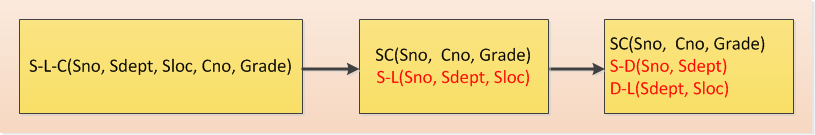 S-L-C(Sno, Sdept, Sloc, Cno, Grade)
SC(Sno, Cno, Grade)
S-L(Sno, Sdept, Sloc)
SC(Sno, Cno, Grade)
S-D(Sno, Sdept)
D-L(Sdept, Sloc)